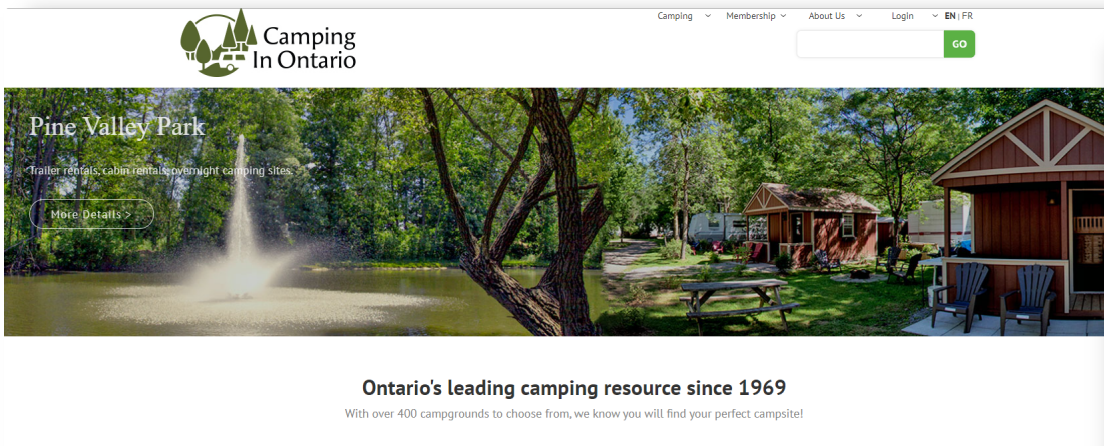 Camping
In Ontario
Camping Membership About Us Login EN | FR
GO
Pine Valley Park
Trailer rentals, cabin rentals, overnight camping sites.
More Details >
Ontario's leading camping resource since 1969
With over 400 campgrounds to choose from, we know you will find your perfect campsite!